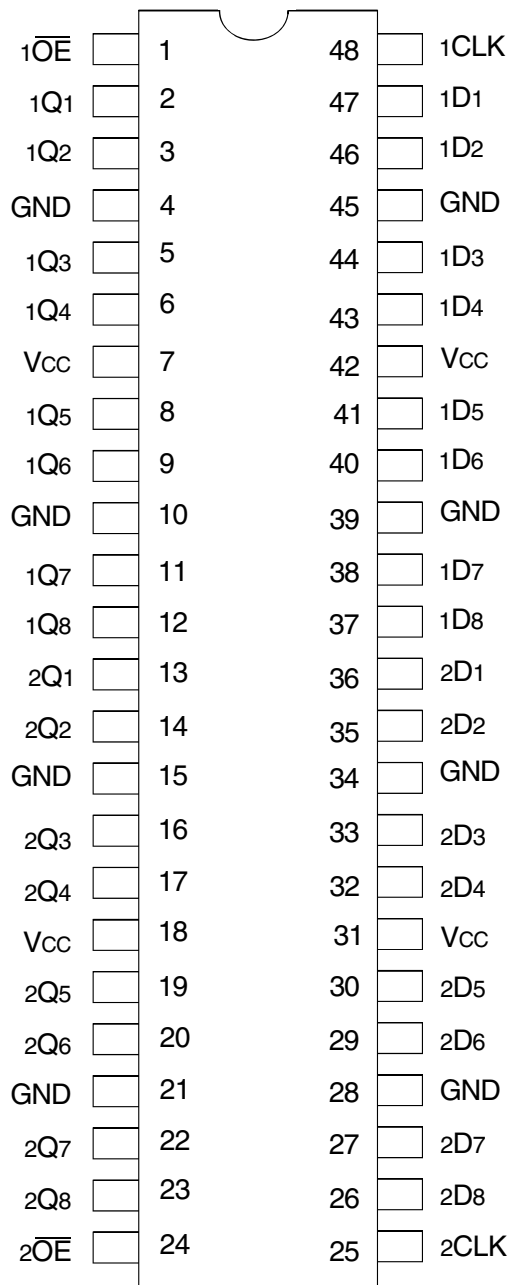 1O̅E̅ 1 48 1CLK
1Q1 2 47 1D1
1Q2 3 46 1D2
GND 4 45 GND
1Q3 5 44 1D3
1Q4 6 43 1D4
VCC 7 42 VCC
1Q5 8 41 1D5
1Q6 9 40 1D6
GND 10 39 GND
1Q7 11 38 1D7
1Q8 12 37 1D8
2Q1 13 36 2D1
2Q2 14 35 2D2
GND 15 34 GND
2Q3 16 33 2D3
2Q4 17 32 2D4
VCC 18 31 VCC
2Q5 19 30 2D5
2Q6 20 29 2D6
GND 21 28 GND
2Q7 22 27 2D7
2Q8 23 26 2D8
2O̅E̅ 24 25 2CLK